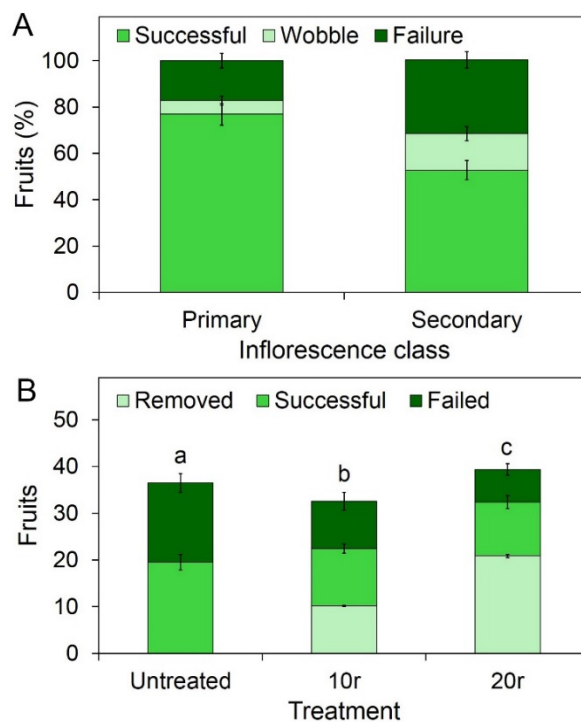 A
Successful Wobble Failure
100
80
60
40
20
0
Fruits (%)
Primary Secondary
Inflorescence class
B
Removed Successful Failed
50
40
30
20
10
0
Fruits
a b c
Untreated 10r 20r
Treatment